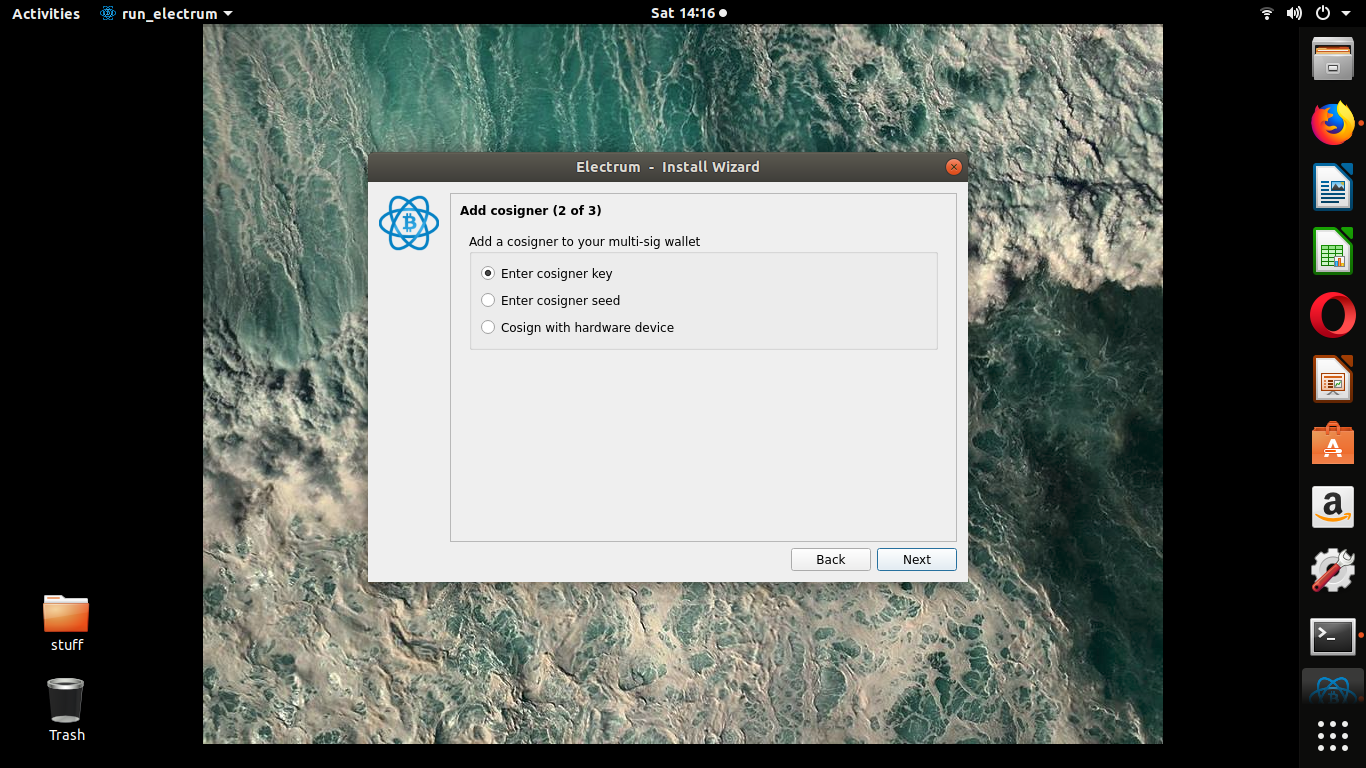 Activities
run_electrum
Sat 14:16
Electrum - Install Wizard
Add cosigner (2 of 3)
Add a cosigner to your multi-sig wallet
Enter cosigner key
Enter cosigner seed
Cosign with hardware device
Back
Next
stuff
Trash